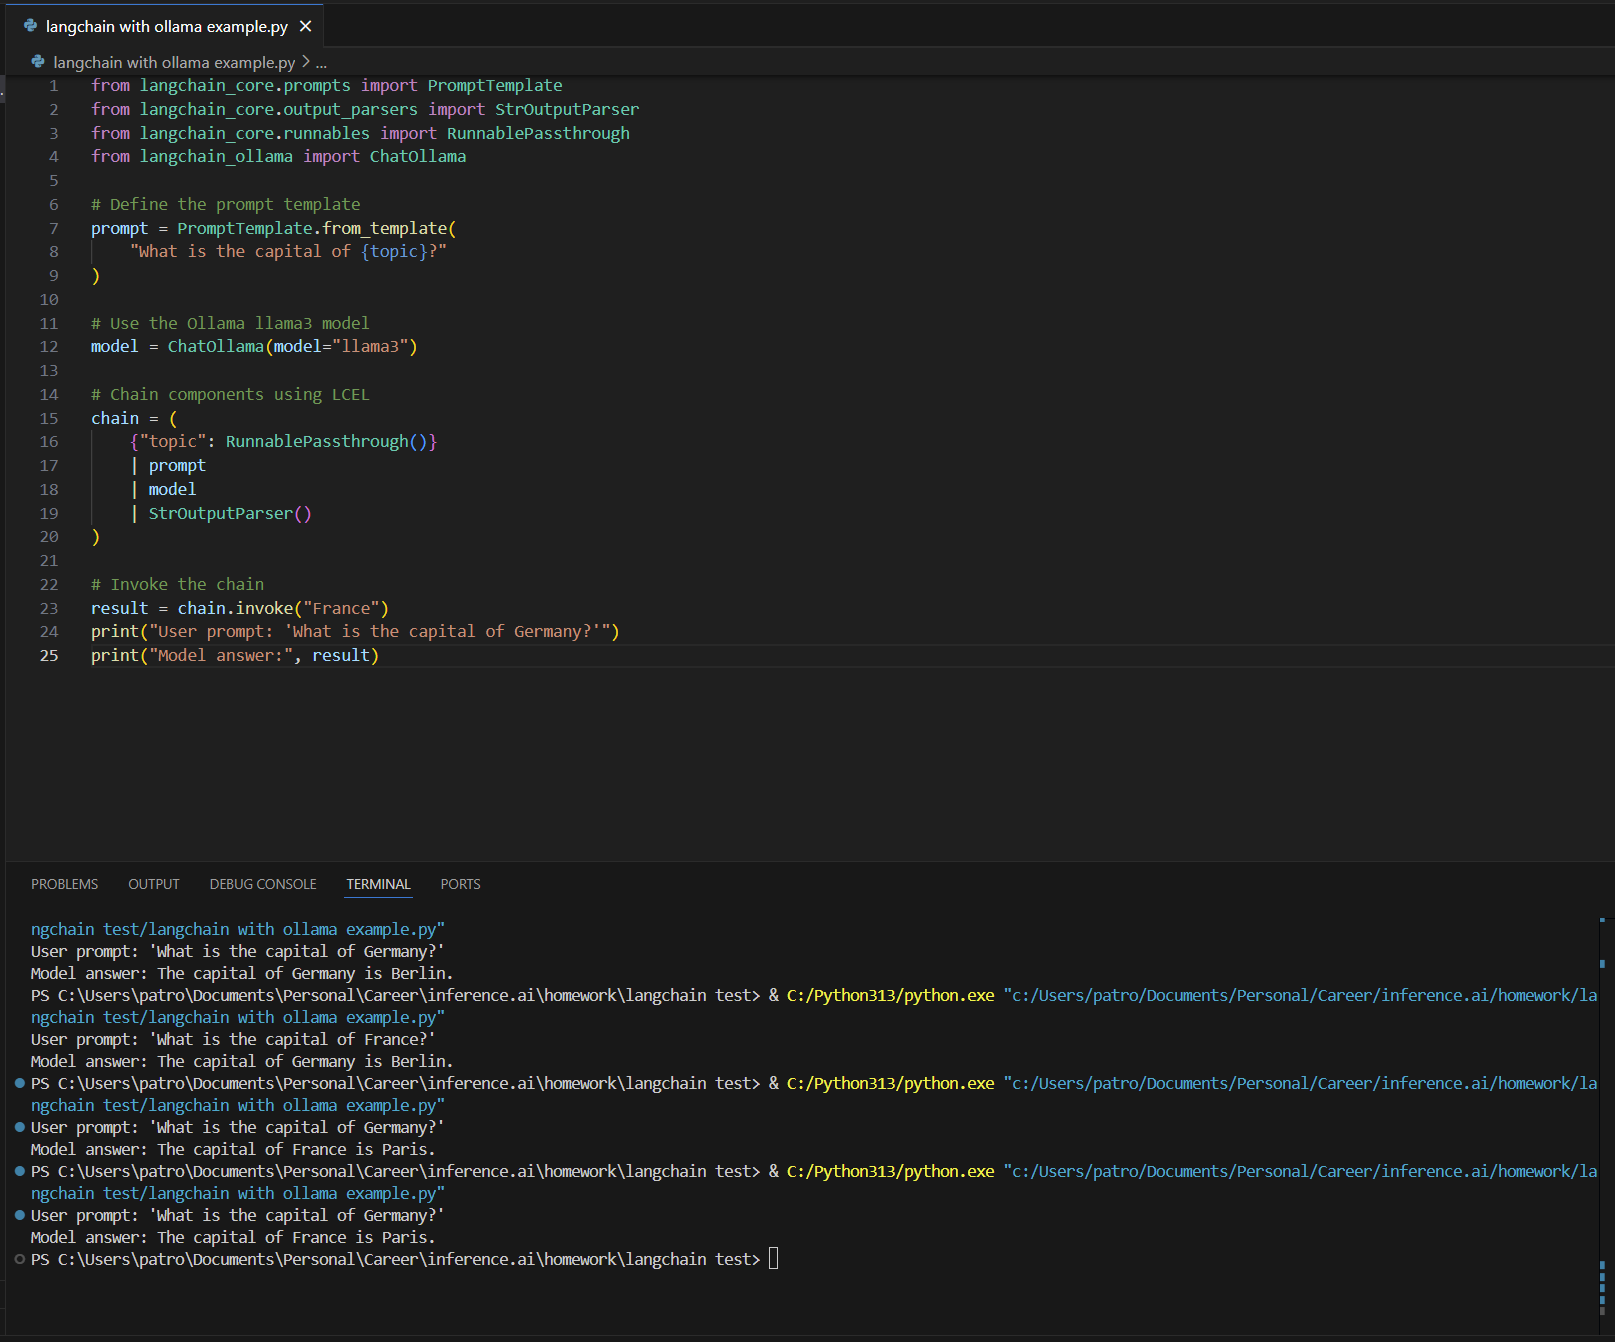 langchain with ollama example.py ×
langchain with ollama example.py > ...
1 from langchain_core.prompts import PromptTemplate
2 from langchain_core.output_parsers import StrOutputParser
3 from langchain_core.runnables import RunnablePassthrough
4 from langchain_ollama import ChatOllama
5
6 # Define the prompt template
7 prompt = PromptTemplate.from_template(
8     "What is the capital of {topic}?"
9 )
10
11 # Use the Ollama llama3 model
12 model = ChatOllama(model="llama3")
13
14 # Chain components using LCEL
15 chain = (
16     {"topic": RunnablePassthrough()}
17     | prompt
18     | model
19     | StrOutputParser()
20 )
21
22 # Invoke the chain
23 result = chain.invoke("France")
24 print("User prompt: 'What is the capital of Germany?'")
25 print("Model answer:", result)
PROBLEMS OUTPUT DEBUG CONSOLE TERMINAL PORTS
ngchain test/langchain with ollama example.py"
User prompt: 'What is the capital of Germany?'
Model answer: The capital of Germany is Berlin.
PS C:\Users\patro\Documents\Personal\Career\inference.ai\homework\langchain test> & C:/Python313/python.exe "c:/Users/patro/Documents/Personal/Career/inference.ai/homework/la
ngchain test/langchain with ollama example.py"
User prompt: 'What is the capital of France?'
Model answer: The capital of Germany is Berlin.
PS C:\Users\patro\Documents\Personal\Career\inference.ai\homework\langchain test> & C:/Python313/python.exe "c:/Users/patro/Documents/Personal/Career/inference.ai/homework/la
ngchain test/langchain with ollama example.py"
User prompt: 'What is the capital of Germany?'
Model answer: The capital of France is Paris.
PS C:\Users\patro\Documents\Personal\Career\inference.ai\homework\langchain test> & C:/Python313/python.exe "c:/Users/patro/Documents/Personal/Career/inference.ai/homework/la
ngchain test/langchain with ollama example.py"
User prompt: 'What is the capital of Germany?'
Model answer: The capital of France is Paris.
PS C:\Users\patro\Documents\Personal\Career\inference.ai\homework\langchain test>